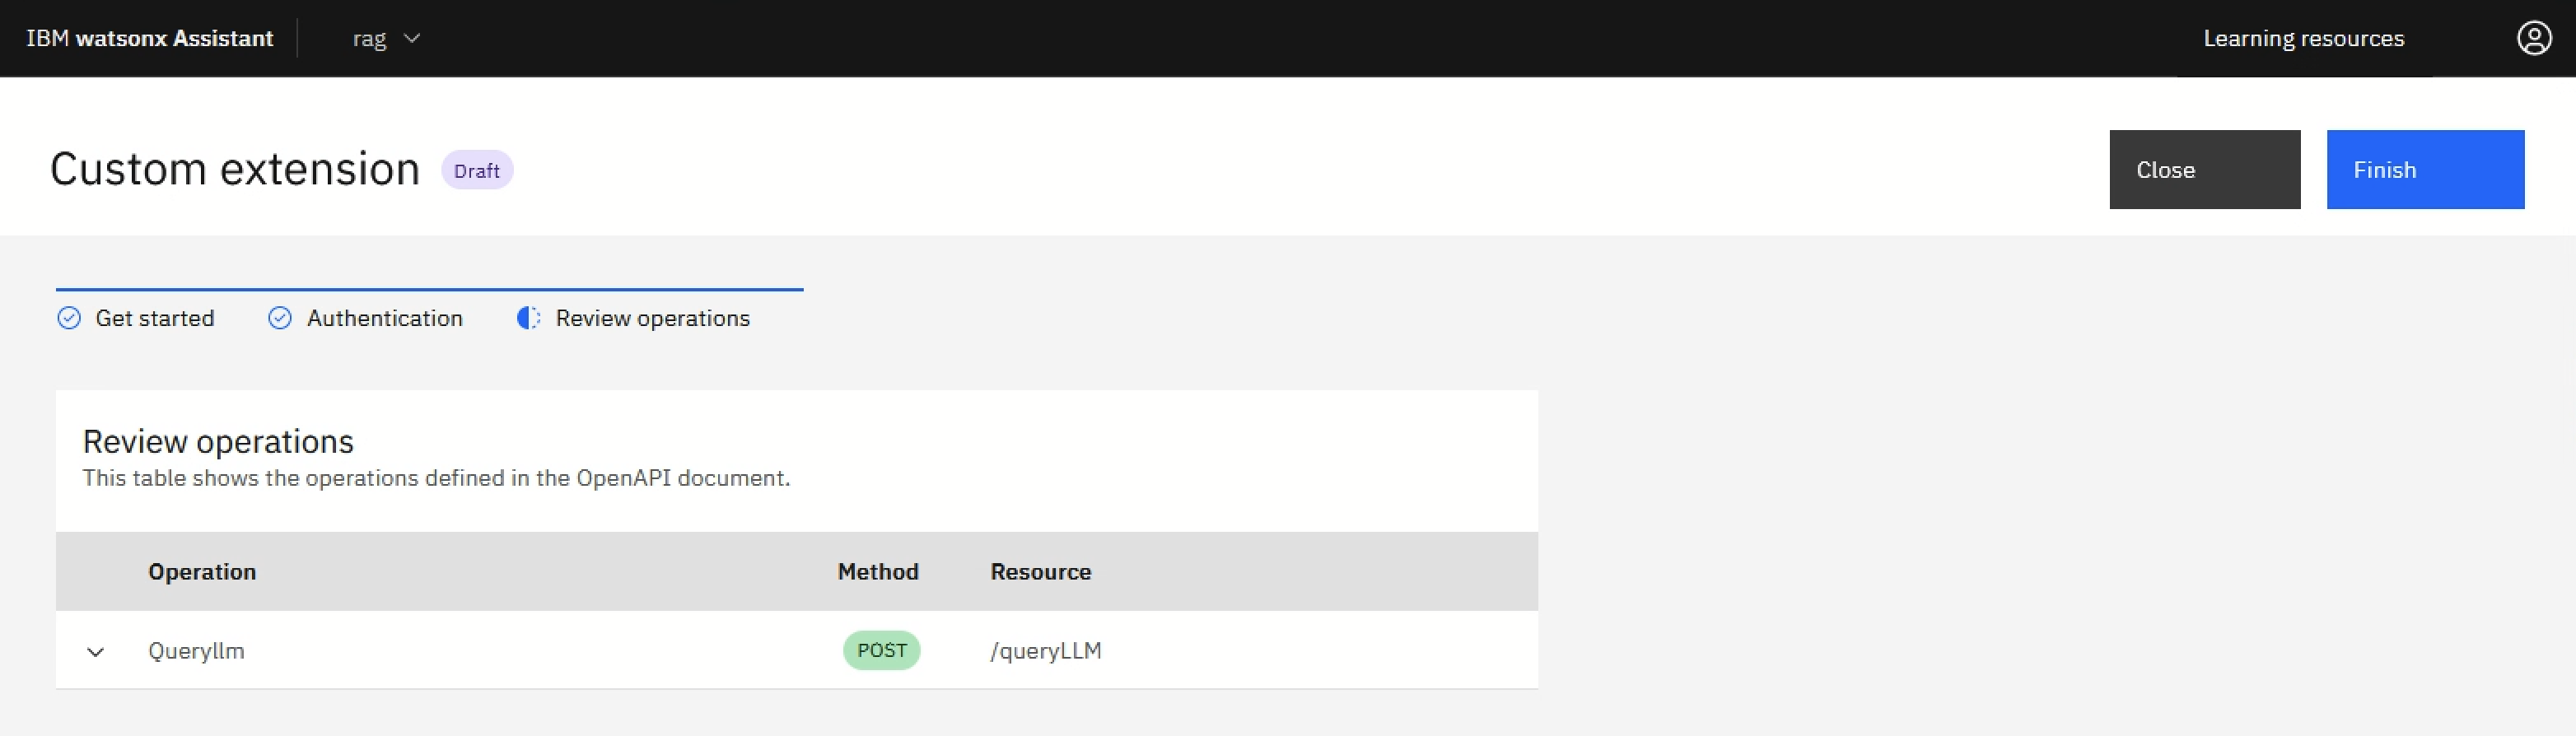 IBM watsonx Assistant rag Learning resources
Custom extension Draft Close Finish
Get started Authentication Review operations
Review operations
This table shows the operations defined in the OpenAPI document.
Operation Method Resource
Queryllm POST /queryLLM